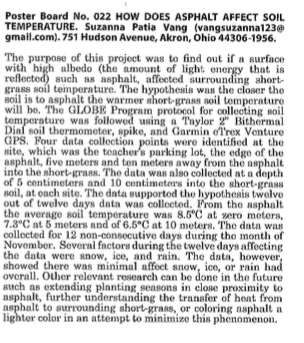 Poster Board No. 022 HOW DOES ASPHALT AFFECT SOIL
TEMPERATURE. Suzanna Patia Vang (vangsuzanna123@
gmail.com). 751 Hudson Avenue, Akron, Ohio 44306-1956.
The purpose of this project was to find out if a surface
with high albedo (the amount of light energy that is
reflected) such as asphalt, affected surrounding short-
grass soil temperature. The hypothesis was the closer the
soil is to asphalt the warmer short-grass soil temperature
will be. The GLOBE Program protocol for collecting soil
temperature was followed using a Taylor 2" Bithermal
Dial soil thermometer, spike, and Garmin eTrex Venture
GPS. Four data collection points were identified at the
site, which was the teacher's parking lot, the edge of the
asphalt, five meters and ten meters away from the asphalt
into the short-grass. The data was also collected at a depth
of 5 centimeters and 10 centimeters into the short-grass
soil, at each site. The data supported the hypothesis twelve
out of twelve days data was collected. From the asphalt
the average soil temperature was 8.5°C at zero meters,
7.3°C at 5 meters and of 6.5°C at 10 meters. The data was
collected for 12 non-consecutive days during the month of
November. Several factors during the twelve days affecting
the data were snow, ice, and rain. The data, however,
showed there was minimal affect snow, ice, or rain had
overall. Other relevant research can be done in the future
such as extending planting seasons in close proximity to
asphalt, further understanding the transfer of heat from
asphalt to surrounding short-grass, or coloring asphalt a
lighter color in an attempt to minimize this phenomenon.